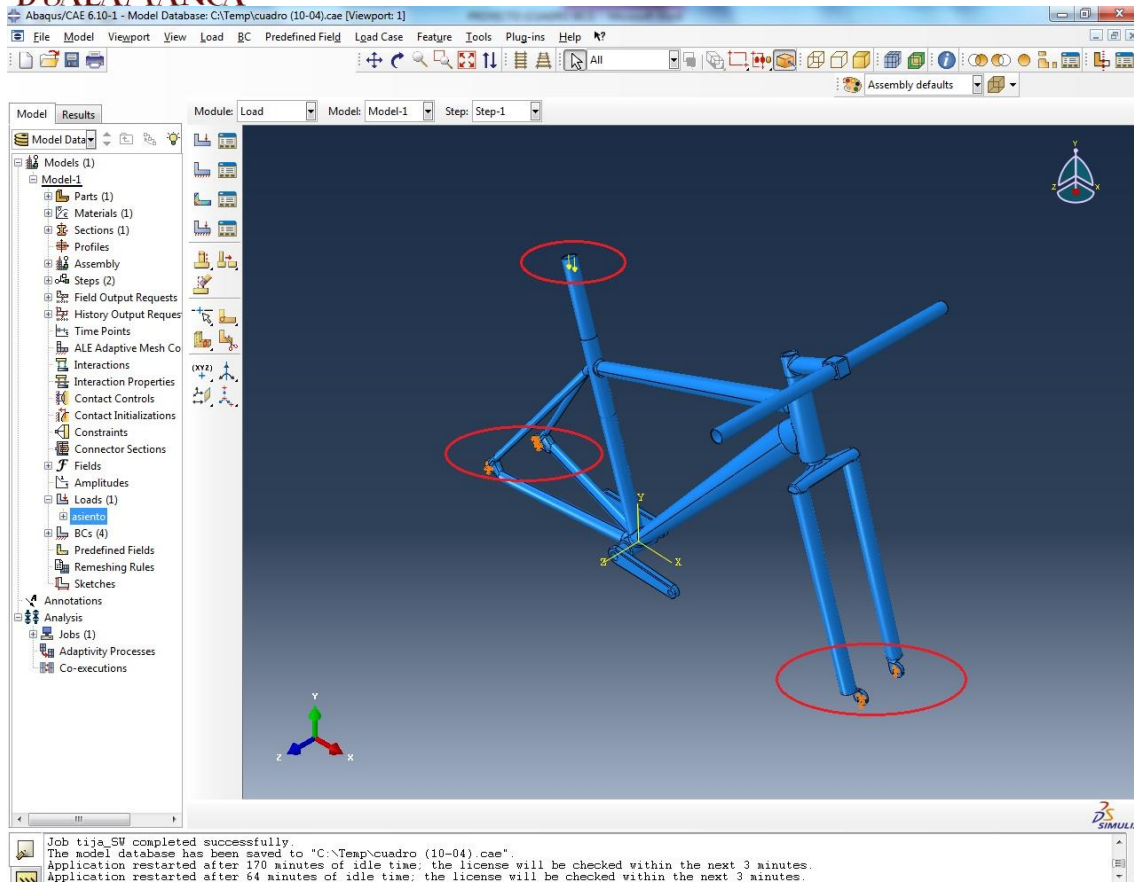 D SALAMANCA
Abaqus/CAE 6.10-1 - Model Database: C:\Temp\cuadro (10-04).cae [Viewport: 1]
File Model Viewport View Load BC Predefined Field Load Case Feature Tools Plug-ins Help
All
Assembly defaults
Model Results
Module: Load Model: Model-1 Step: Step-1
Model Data
Models (1)
Model-1
Parts (1)
Materials (1)
Sections (1)
Profiles
Assembly
Steps (2)
Field Output Requests
History Output Reques
Time Points
ALE Adaptive Mesh Co
Interactions
Interaction Properties
Contact Controls
Contact Initializations
Constraints
Connector Sections
Fields
Amplitudes
Loads (1)
asiento
BCs (4)
Predefined Fields
Remeshing Rules
Sketches
Annotations
Analysis
Jobs (1)
Adaptivity Processes
Co-executions
(XYZ)
Y
Z X
Y
Z X
Y
Z X
SIMULI
Job tija_SW completed successfully.
The model database has been saved to "C:\Temp\cuadro (10-04).cae".
Application restarted after 170 minutes of idle time; the license will be checked within the next 3 minutes.
Application restarted after 64 minutes of idle time; the license will be checked within the next 3 minutes.